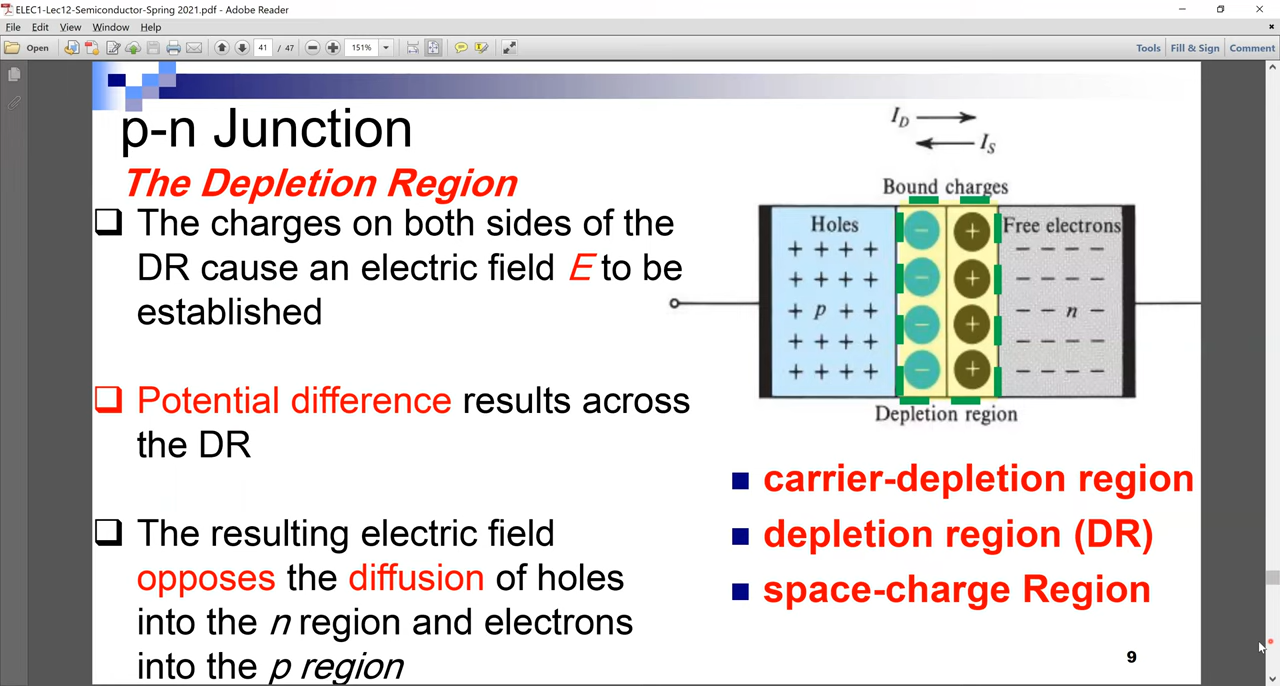 ELEC1-Lec12-Semiconductor-Spring 2021.pdf - Adobe Reader
File Edit View Window Help
Open 41 / 47 151% Tools Fill & Sign Comment
p-n Junction
The Depletion Region
The charges on both sides of the
DR cause an electric field E to be
established
Potential difference results across
the DR
The resulting electric field
opposes the diffusion of holes
into the n region and electrons
into the p region
I_D
I_S
Bound charges
Holes
Free electrons
+ + + +
+ + + +
+ p + +
+ + + +
+ + + +
− +
− +
− +
− +
− − − −
− − − −
− − n −
− − − −
− − − −
Depletion region
carrier-depletion region
depletion region (DR)
space-charge Region
9